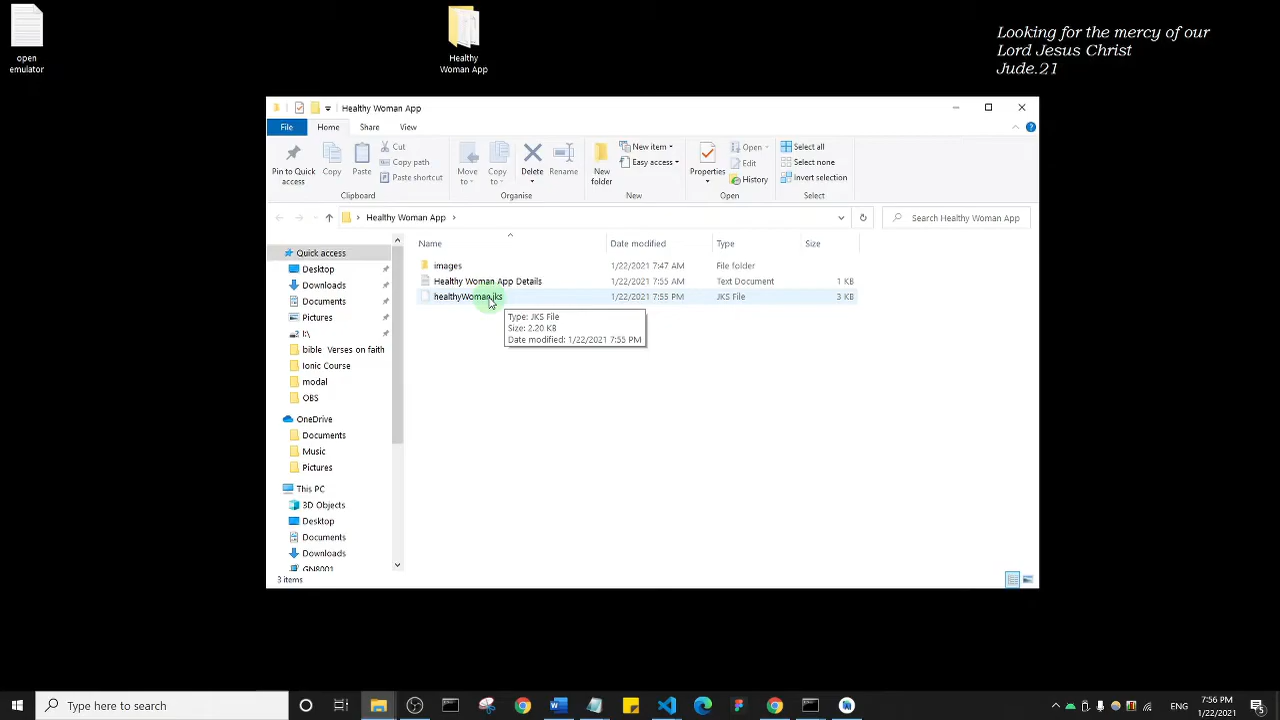 open
emulator
Healthy
Woman App
Looking for the mercy of our
Lord Jesus Christ
Jude.21
Healthy Woman App
File
Home
Share
View
Pin to Quick
access
Copy
Paste
Cut
Copy path
Paste shortcut
Clipboard
Move
to
Copy
to
Delete
Rename
Organise
New
folder
New item
Easy access
New
Properties
Open
Edit
History
Open
Select all
Select none
Invert selection
Select
Healthy Woman App
Search Healthy Woman App
Name
Date modified
Type
Size
images 1/22/2021 7:47 AM File folder
Healthy Woman App Details 1/22/2021 7:55 AM Text Document 1 KB
healthyWoman.jks 1/22/2021 7:55 PM JKS File 3 KB
Type: JKS File
Size: 2.20 KB
Date modified: 1/22/2021 7:55 PM
Quick access
Desktop
Downloads
Documents
Pictures
I:\
bible Verses on faith
Ionic Course
modal
OBS
OneDrive
Documents
Music
Pictures
This PC
3D Objects
Desktop
Documents
Downloads
GN8001
3 items
Type here to search
ENG
7:56 PM
1/22/2021